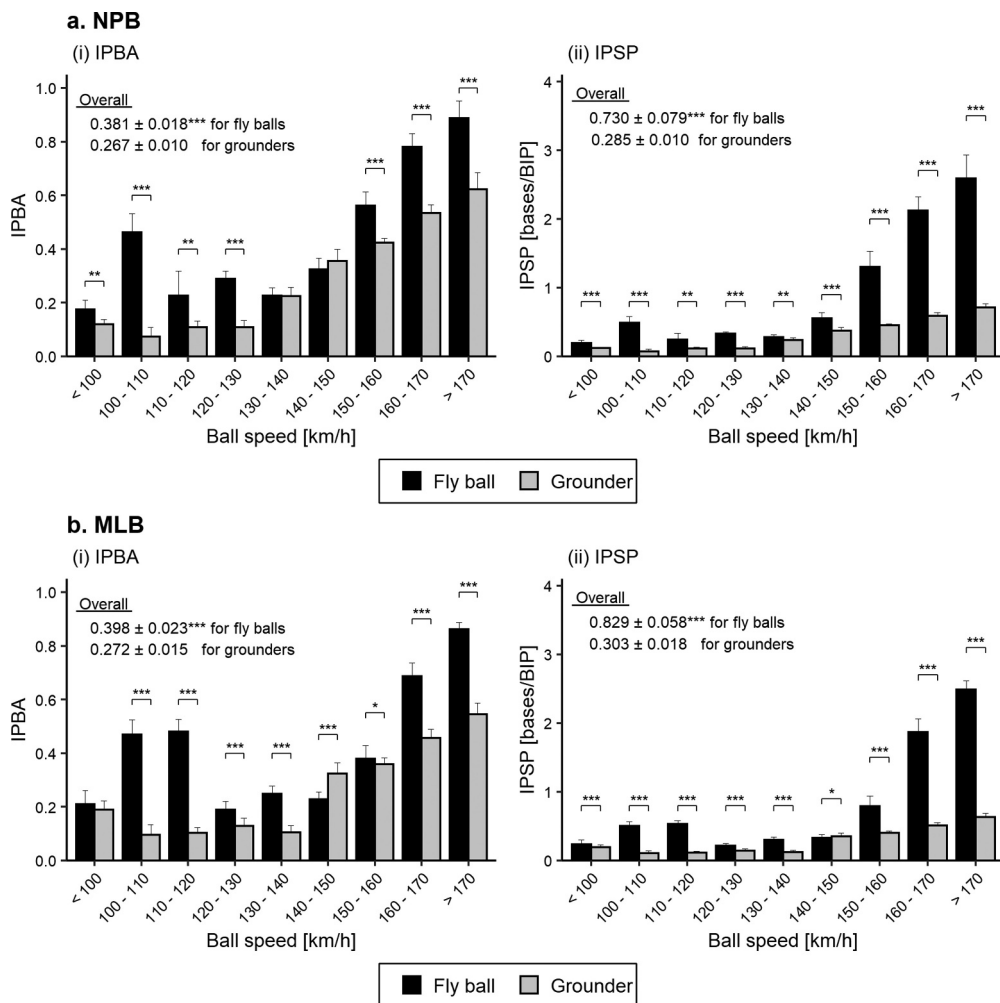 a. NPB
(i) IPBA
Overall
0.381 ± 0.018*** for fly balls
0.267 ± 0.010 for grounders
IPBA
1.0
0.8
0.6
0.4
0.2
0.0
** *** ** *** *** *** ***
< 100 100 - 110 110 - 120 120 - 130 130 - 140 140 - 150 150 - 160 160 - 170 > 170
Ball speed [km/h]
(ii) IPSP
Overall
0.730 ± 0.079*** for fly balls
0.285 ± 0.010 for grounders
IPSP [bases/BIP]
4
3
2
1
0
*** *** ** *** ** *** *** *** ***
< 100 100 - 110 110 - 120 120 - 130 130 - 140 140 - 150 150 - 160 160 - 170 > 170
Ball speed [km/h]
Fly ball Grounder
b. MLB
(i) IPBA
Overall
0.398 ± 0.023*** for fly balls
0.272 ± 0.015 for grounders
IPBA
1.0
0.8
0.6
0.4
0.2
0.0
*** *** *** *** *** * *** ***
< 100 100 - 110 110 - 120 120 - 130 130 - 140 140 - 150 150 - 160 160 - 170 > 170
Ball speed [km/h]
(ii) IPSP
Overall
0.829 ± 0.058*** for fly balls
0.303 ± 0.018 for grounders
IPSP [bases/BIP]
4
3
2
1
0
*** *** *** *** *** * *** *** ***
< 100 100 - 110 110 - 120 120 - 130 130 - 140 140 - 150 150 - 160 160 - 170 > 170
Ball speed [km/h]
Fly ball Grounder